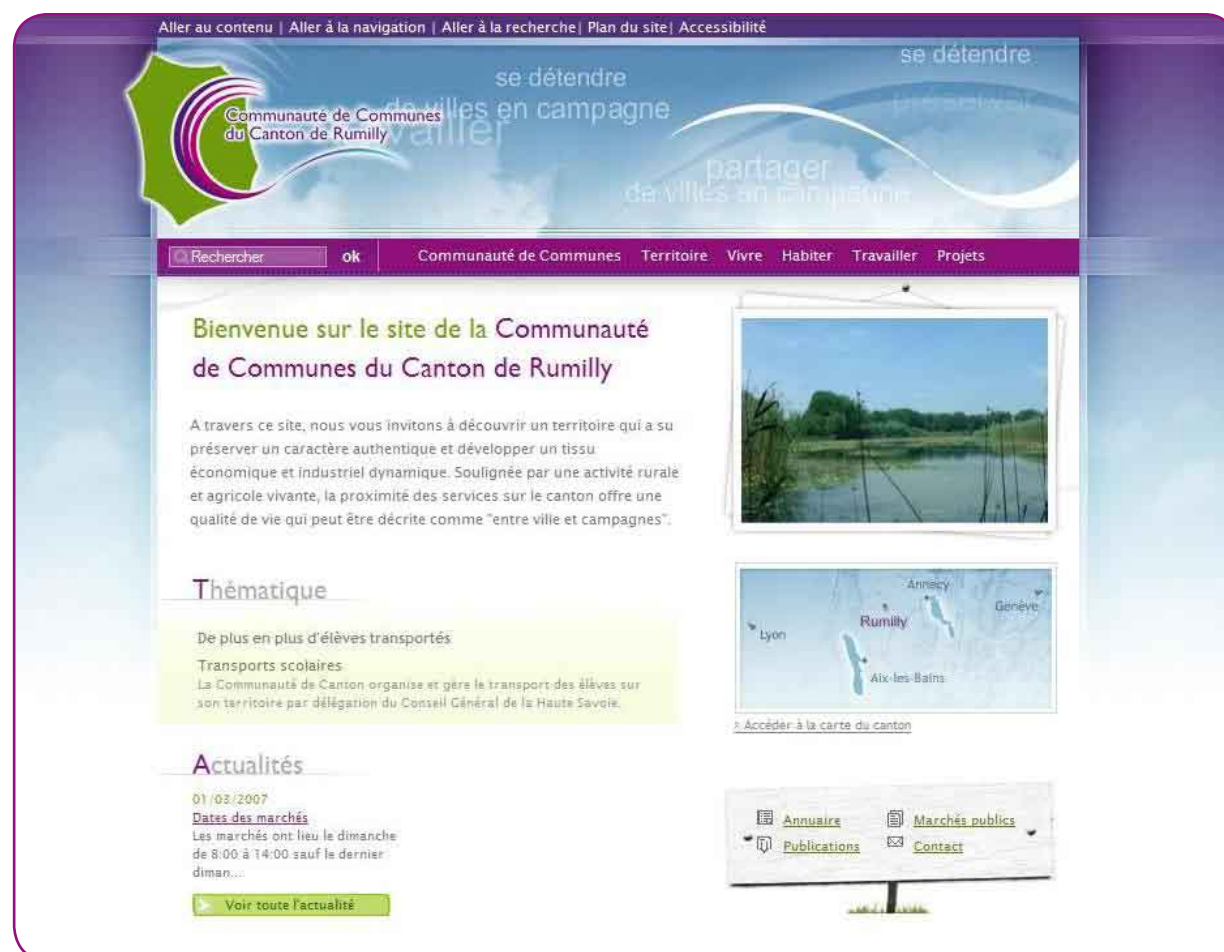 Aller au contenu | Aller à la navigation | Aller à la recherche| Plan du site| Accessibilité
se détendre
se détendre
de villes en campagne
travailler
Communauté de Communes
du Canton de Rumilly
partager
de villes en campagne
Rechercher ok Communauté de Communes Territoire Vivre Habiter Travailler Projets
Bienvenue sur le site de la Communauté
de Communes du Canton de Rumilly
A travers ce site, nous vous invitons à découvrir un territoire qui a su
préserver un caractère authentique et développer un tissu
économique et industriel dynamique. Soulignée par une activité rurale
et agricole vivante, la proximité des services sur le canton offre une
qualité de vie qui peut être décrite comme "entre ville et campagnes".
Thématique
De plus en plus d'élèves transportés
Transports scolaires
La Communauté de Canton organise et gère le transport des élèves sur
son territoire par délégation du Conseil Général de la Haute Savoie.
Annecy
Genève
Rumilly
Lyon
Aix-les-Bains
> Accéder à la carte du canton
Actualités
01/03/2007
Dates des marchés
Les marchés ont lieu le dimanche
de 8:00 à 14:00 sauf le dernier
diman...
Voir toute l'actualité
Annuaire Marchés publics
Publications Contact